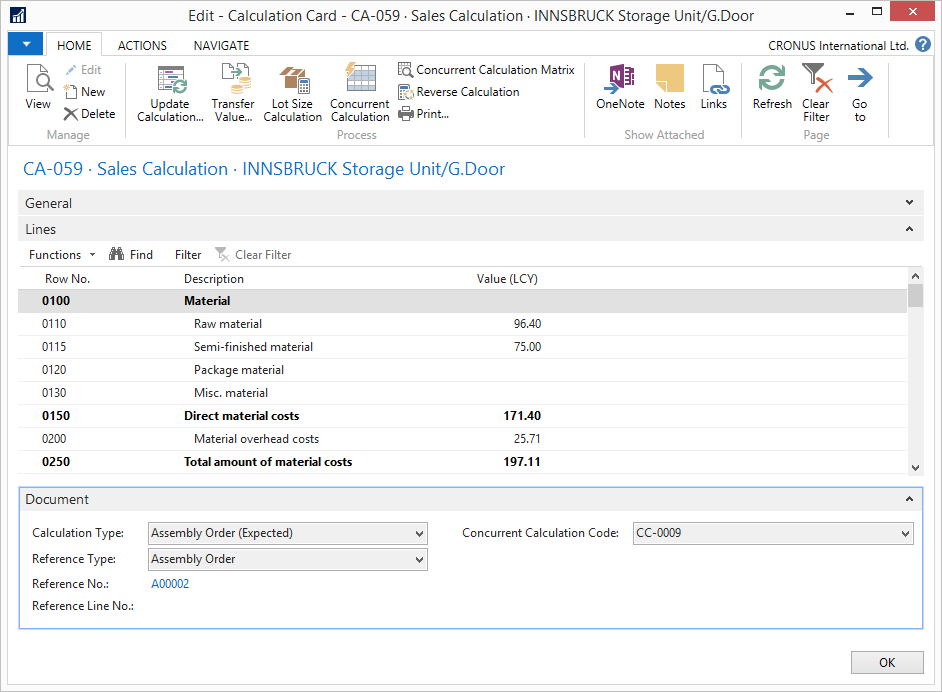 Edit - Calculation Card - CA-059 · Sales Calculation · INNSBRUCK Storage Unit/G.Door
HOME ACTIONS NAVIGATE CRONUS International Ltd. ?
View Edit New Delete
Update Calculation...
Transfer Value...
Lot Size Calculation
Concurrent Calculation
Concurrent Calculation Matrix
Reverse Calculation
Print...
OneNote Notes Links
Refresh
Clear Filter
Go to
Manage Process Show Attached Page
CA-059 · Sales Calculation · INNSBRUCK Storage Unit/G.Door
General
Lines
Functions Find Filter Clear Filter
Row No. Description Value (LCY)
0100 Material
0110 Raw material 96.40
0115 Semi-finished material 75.00
0120 Package material
0130 Misc. material
0150 Direct material costs 171.40
0200 Material overhead costs 25.71
0250 Total amount of material costs 197.11
Document
Calculation Type: Assembly Order (Expected) Concurrent Calculation Code: CC-0009
Reference Type: Assembly Order
Reference No.: A00002
Reference Line No.:
OK